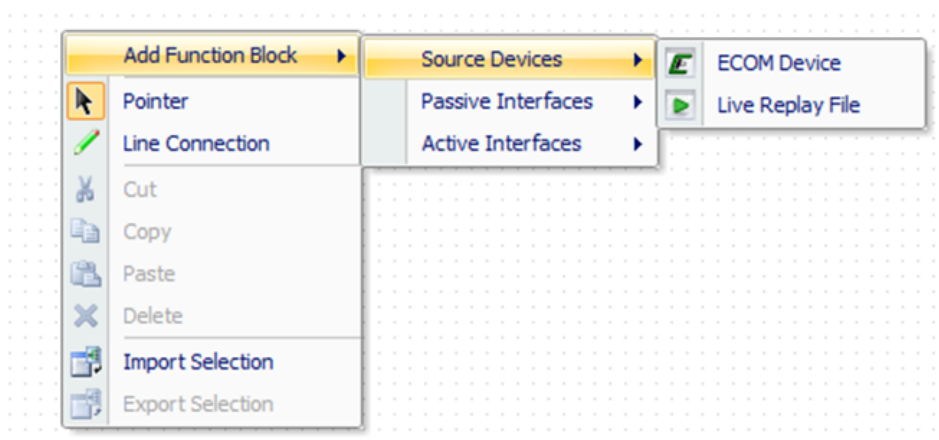 Add Function Block
Pointer
Line Connection
Cut
Copy
Paste
Delete
Import Selection
Export Selection
Source Devices
Passive Interfaces
Active Interfaces
ECOM Device
Live Replay File